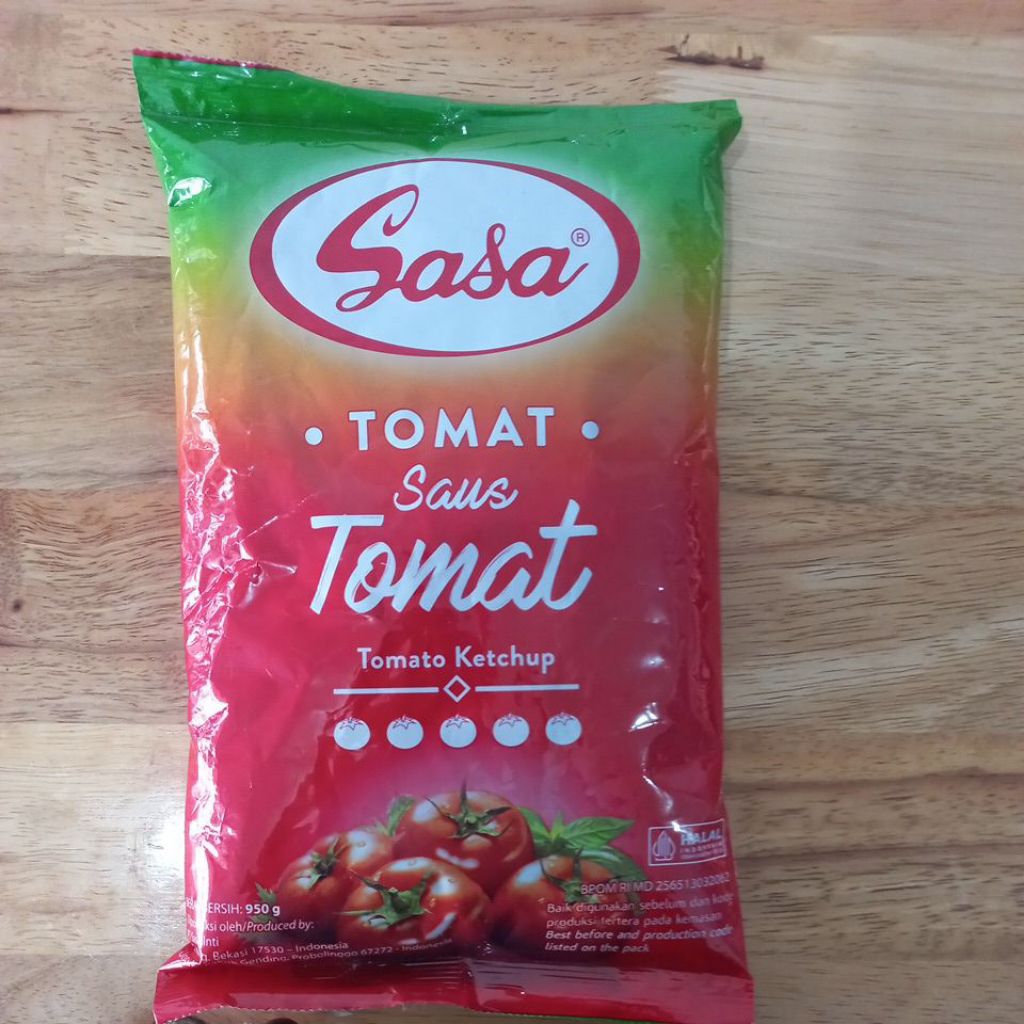 Sasa®
• TOMAT •
Saus
Tomat
Tomato Ketchup
HALAL
INDONESIA
BPOM RI MD 256513032062
Baik digunakan sebelum dan kode
produksi tertera pada kemasan
Best before and production code
listed on the pack
BERSIH: 950 g
oleh/Produced by:
Bekasi 17530 – Indonesia
Gending, Probolinggo 67272 - Indonesia